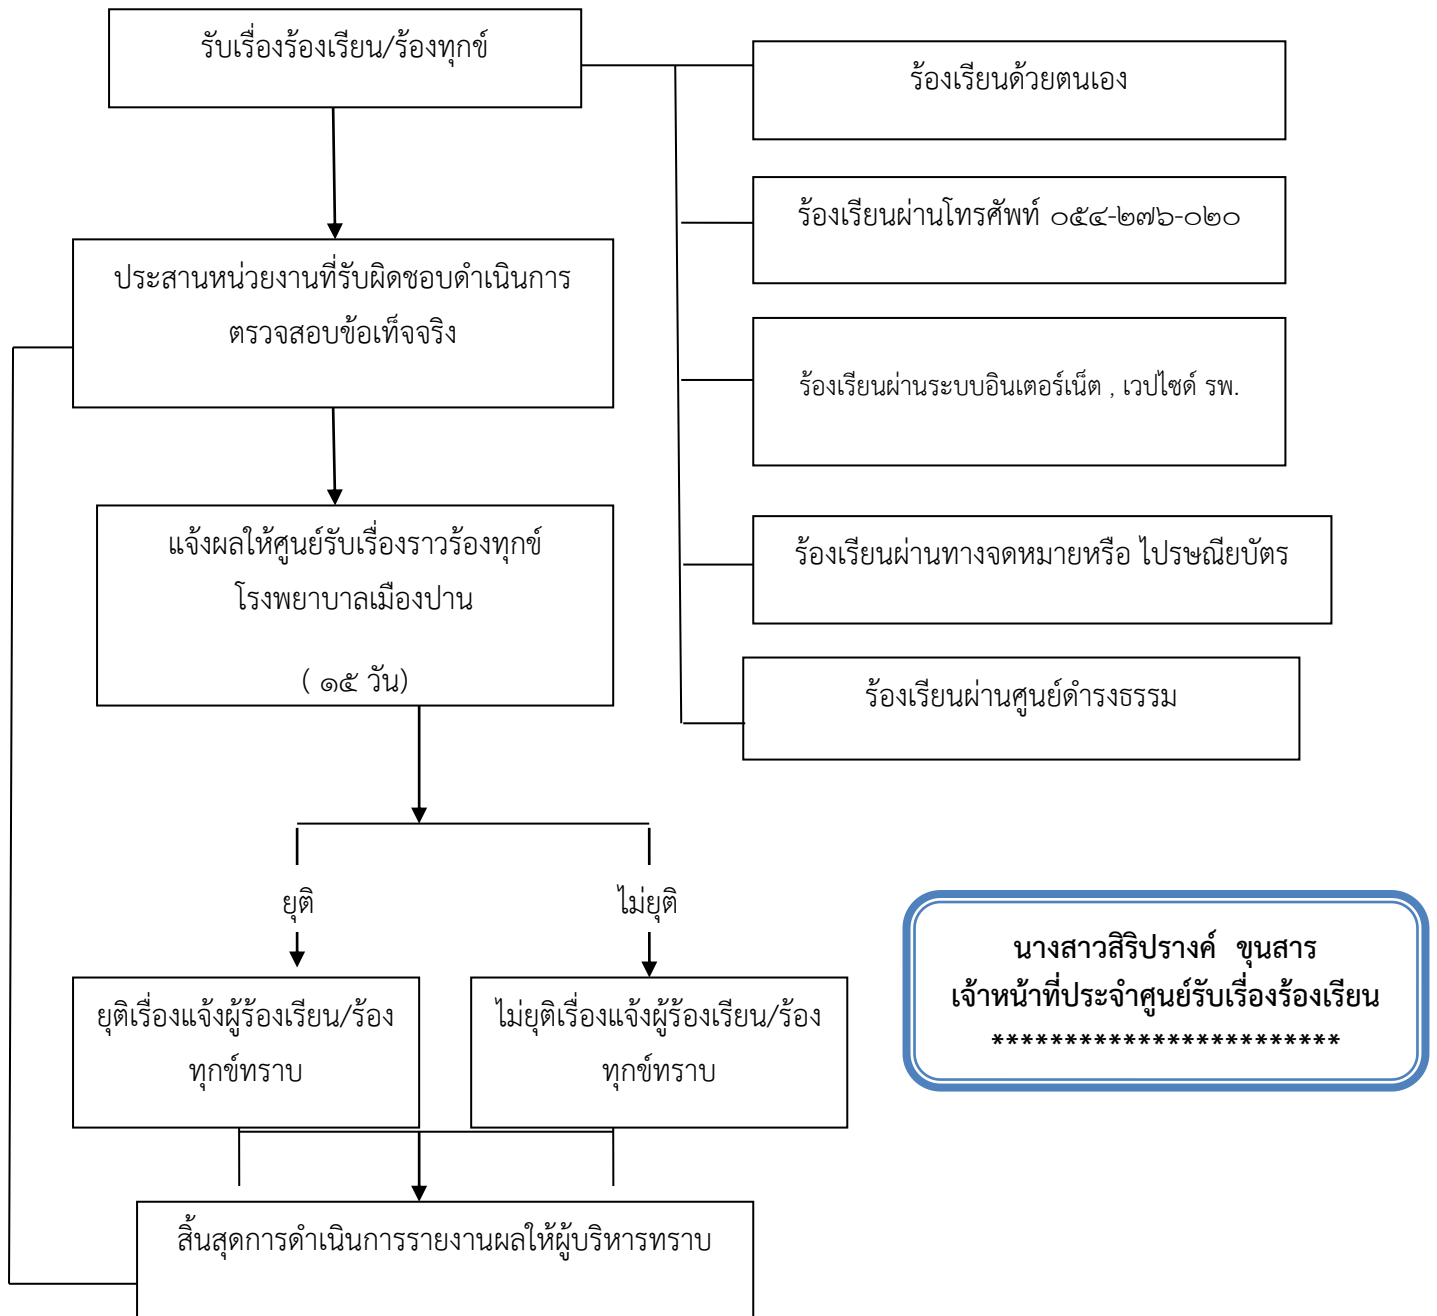 รับเรื่องร้องเรียน/ร้องทุกข์
ร้องเรียนด้วยตนเอง
ร้องเรียนผ่านโทรศัพท์ ๐๕๔-๒๗๖-๐๒๐
ประสานหน่วยงานที่รับผิดชอบดำเนินการ
ตรวจสอบข้อเท็จจริง
ร้องเรียนผ่านระบบอินเตอร์เน็ต , เวปไซด์ รพ.
แจ้งผลให้ศูนย์รับเรื่องราวร้องทุกข์
โรงพยาบาลเมืองปาน
( ๑๕ วัน)
ร้องเรียนผ่านทางจดหมายหรือ ไปรษณียบัตร
ร้องเรียนผ่านศูนย์ดำรงธรรม
ยุติ
ไม่ยุติ
ยุติเรื่องแจ้งผู้ร้องเรียน/ร้อง
ทุกข์ทราบ
ไม่ยุติเรื่องแจ้งผู้ร้องเรียน/ร้อง
ทุกข์ทราบ
นางสาวสิริปรางค์ ขุนสาร
เจ้าหน้าที่ประจำศูนย์รับเรื่องร้องเรียน
************************
สิ้นสุดการดำเนินการรายงานผลให้ผู้บริหารทราบ